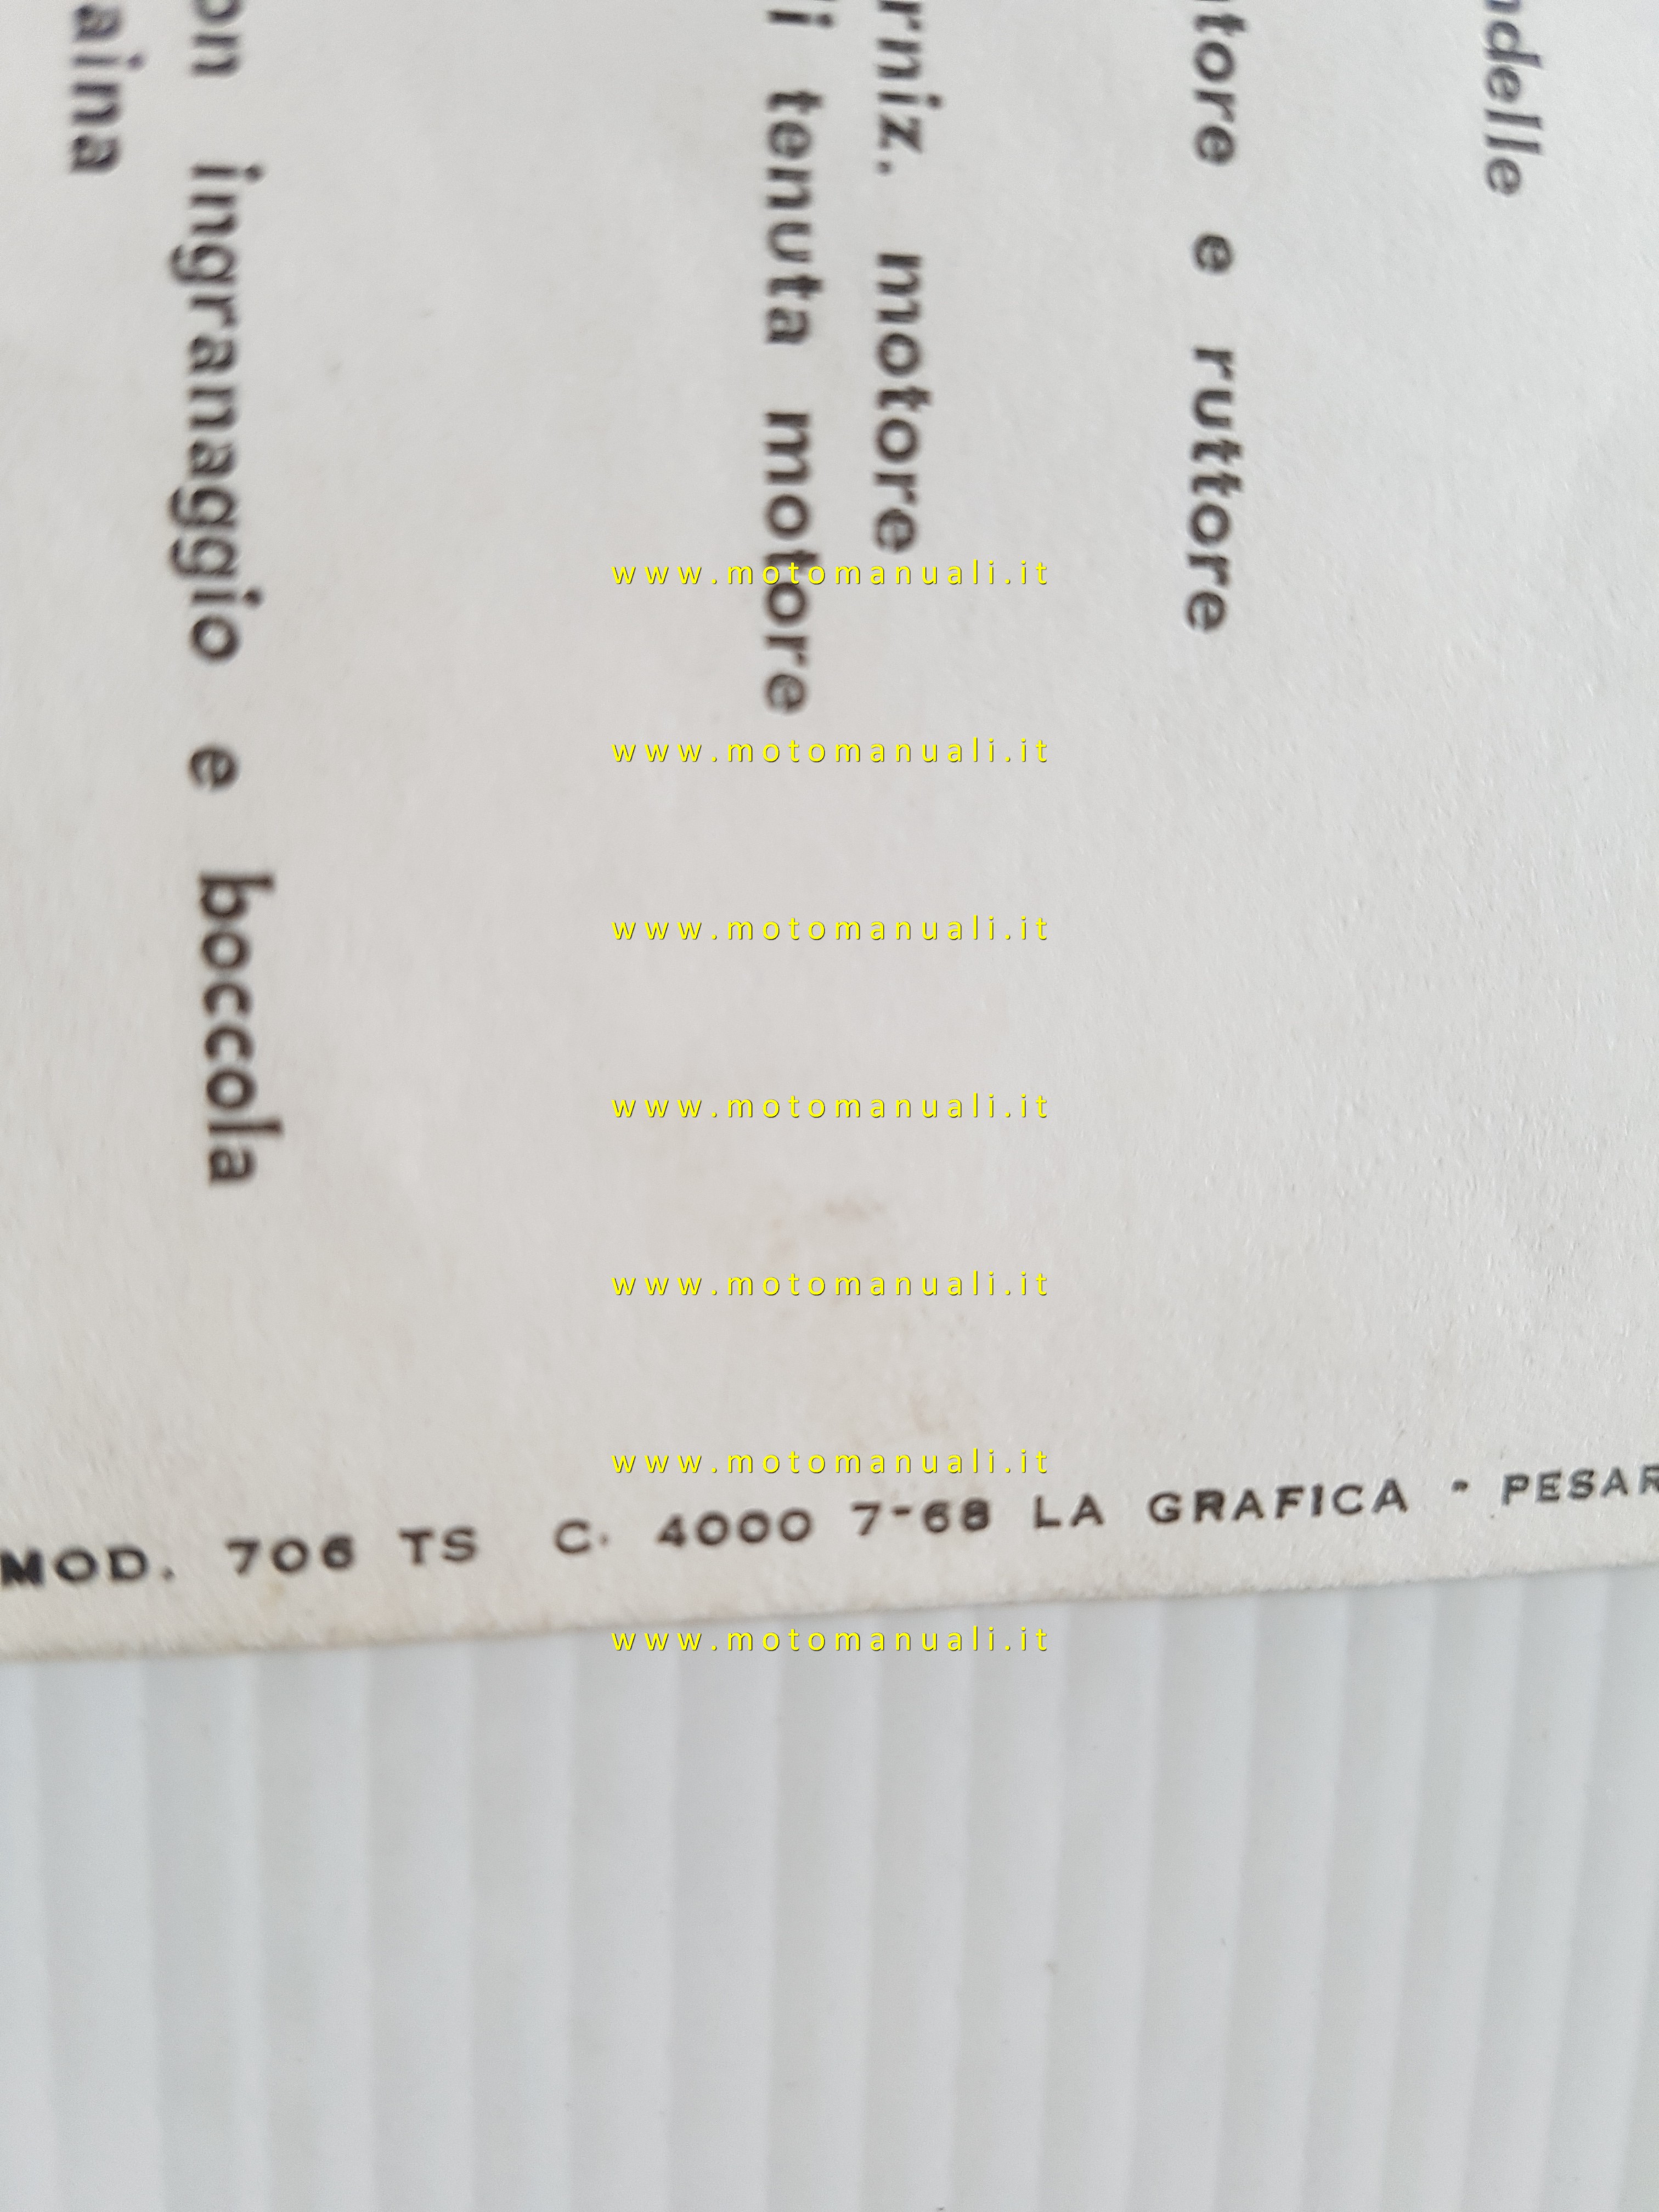 ndelle
tore e ruttore
rniz. motore
i tenuta motore
on ingranaggio e boccola
aina
www.motomanuali.it
www.motomanuali.it
www.motomanuali.it
www.motomanuali.it
www.motomanuali.it
www.motomanuali.it
MOD. 706 TS C. 4000 7-68 LA GRAFICA - PESAR
www.motomanuali.it